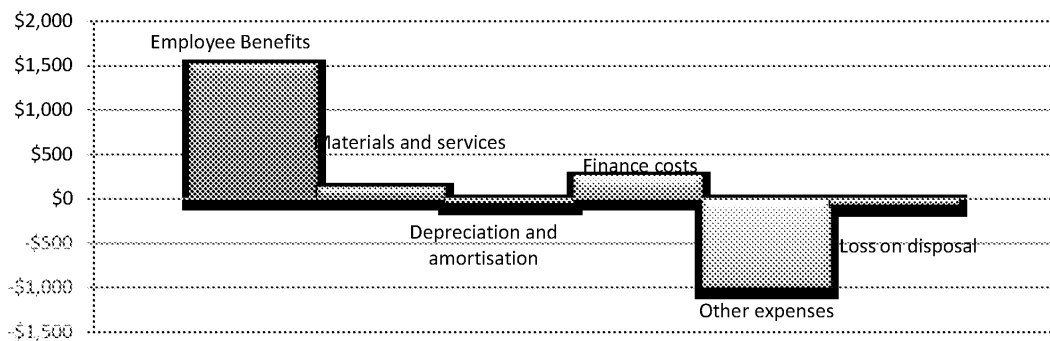 $2,000
Employee Benefits
$1,500
$1,000
Materials and services
$500
Finance costs
$0
Depreciation and
amortisation
-$500
Loss on disposal
-$1,000
Other expenses
-$1,500